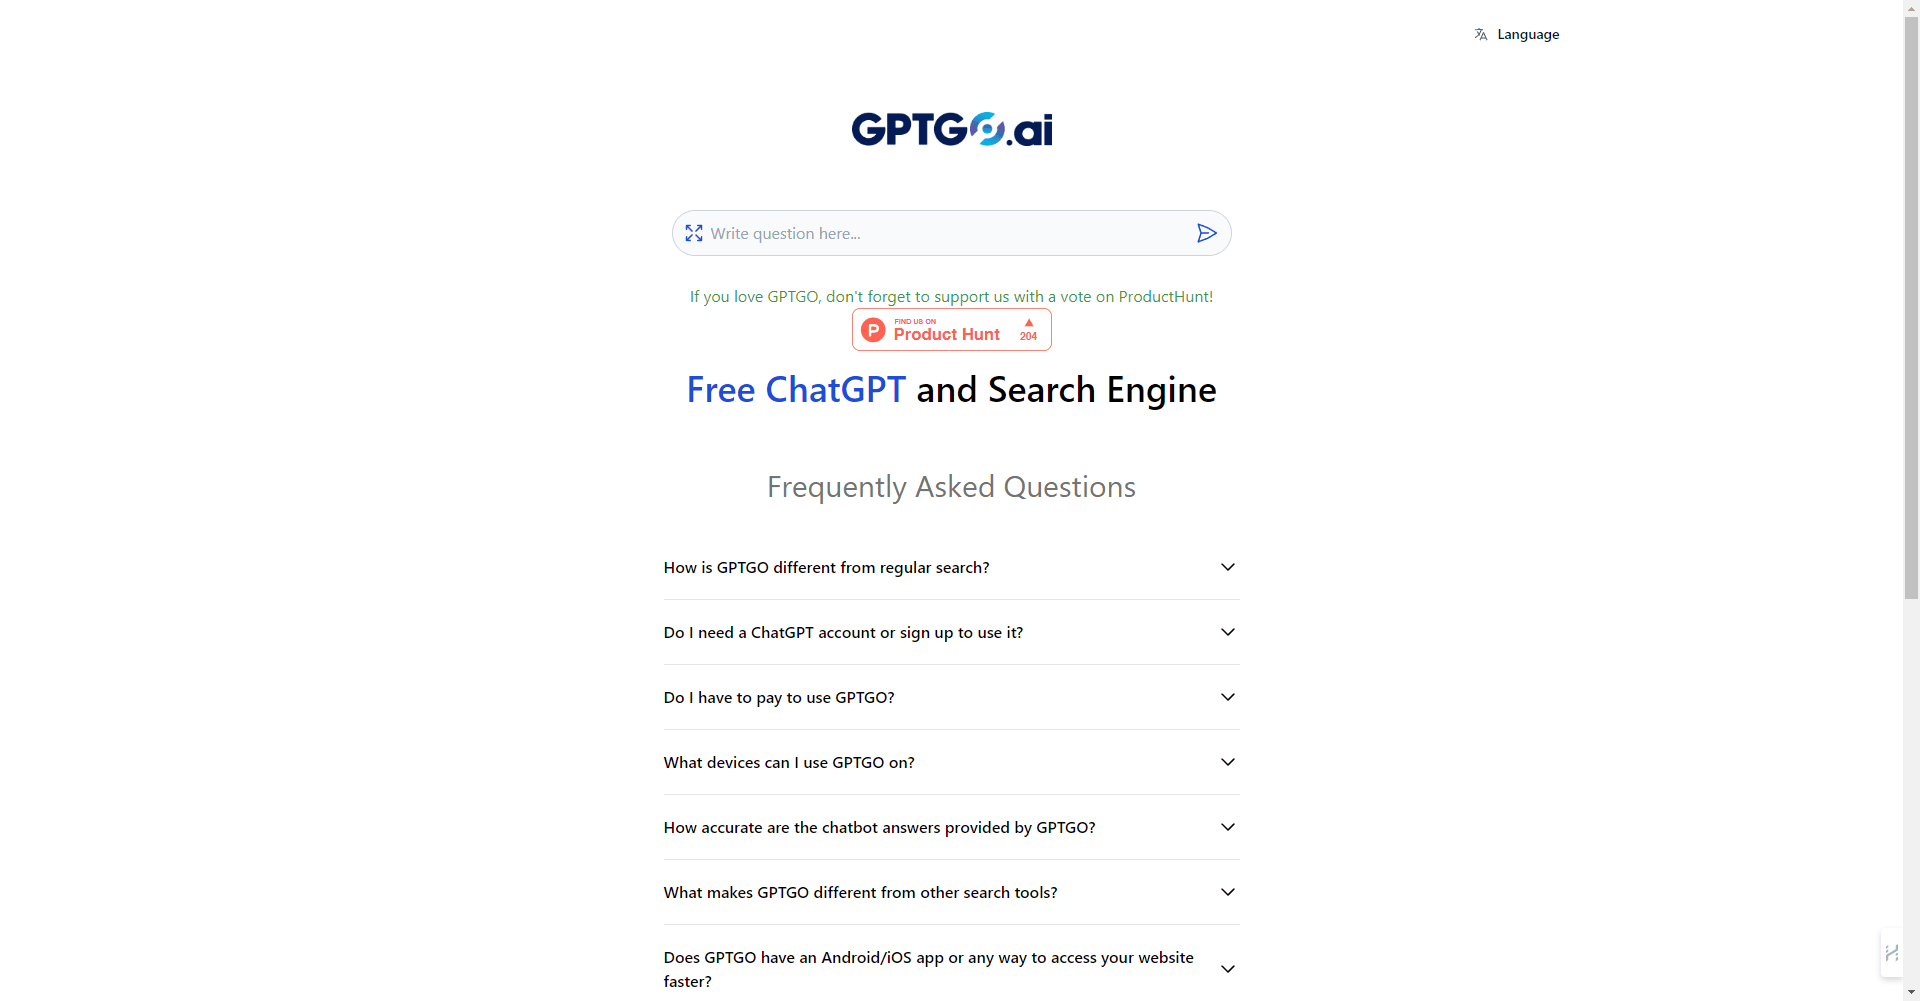 Language
GPTGO.ai
Write question here...
If you love GPTGO, don't forget to support us with a vote on ProductHunt!
P
FIND US ON
Product Hunt
204
Free ChatGPT and Search Engine
Frequently Asked Questions
How is GPTGO different from regular search?
Do I need a ChatGPT account or sign up to use it?
Do I have to pay to use GPTGO?
What devices can I use GPTGO on?
How accurate are the chatbot answers provided by GPTGO?
What makes GPTGO different from other search tools?
Does GPTGO have an Android/iOS app or any way to access your website
faster?